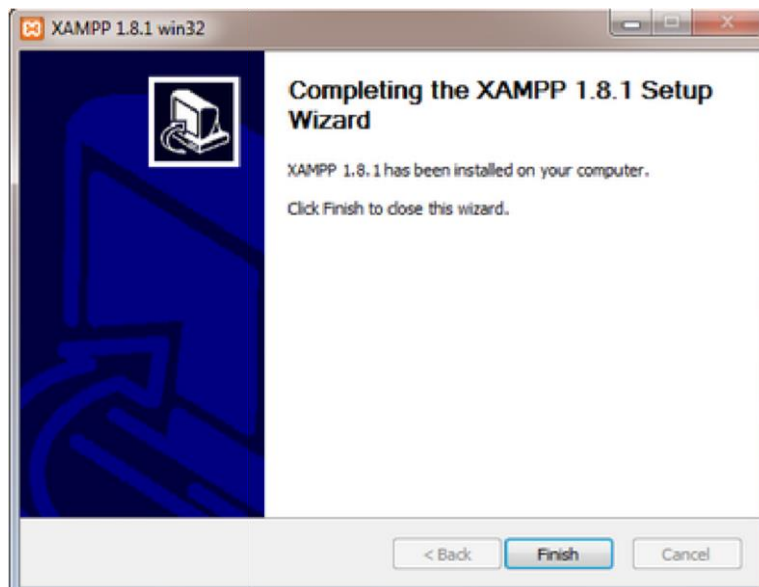 XAMPP 1.8.1 win32
Completing the XAMPP 1.8.1 Setup
Wizard
XAMPP 1.8.1 has been installed on your computer.
Click Finish to close this wizard.
< Back
Finish
Cancel